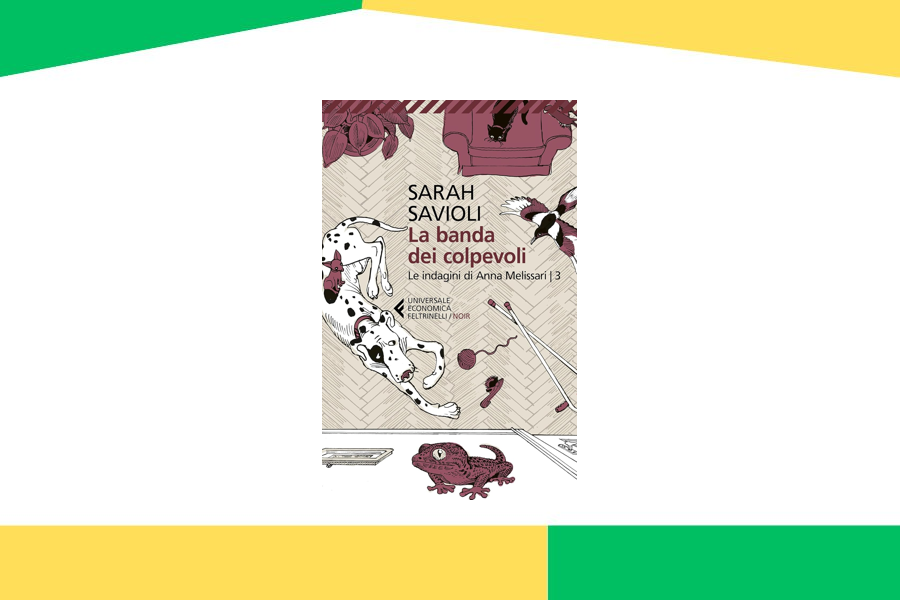 SARAH
SAVIOLI
La banda
dei colpevoli
Le indagini di Anna Melissari | 3
UNIVERSALE
ECONOMICA
FELTRINELLI / NOIR